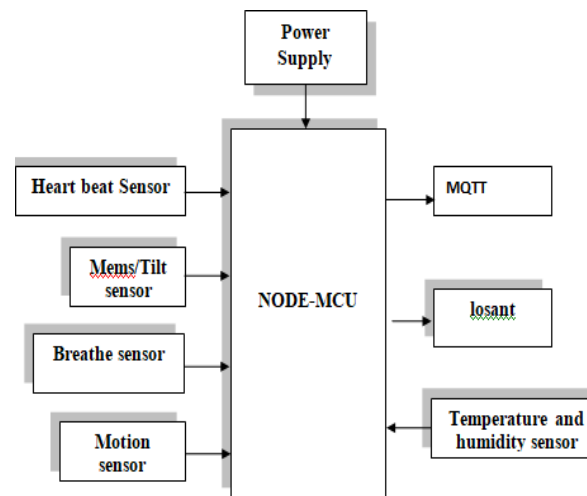 Power
Supply
Heart beat Sensor
MQTT
Mems/Tilt
sensor
NODE-MCU
losant
Breathe sensor
Temperature and
humidity sensor
Motion
sensor